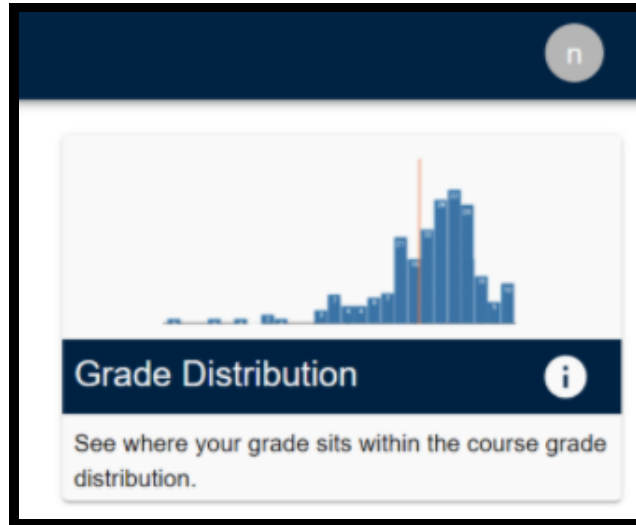 n
Grade Distribution
i
See where your grade sits within the course grade
distribution.